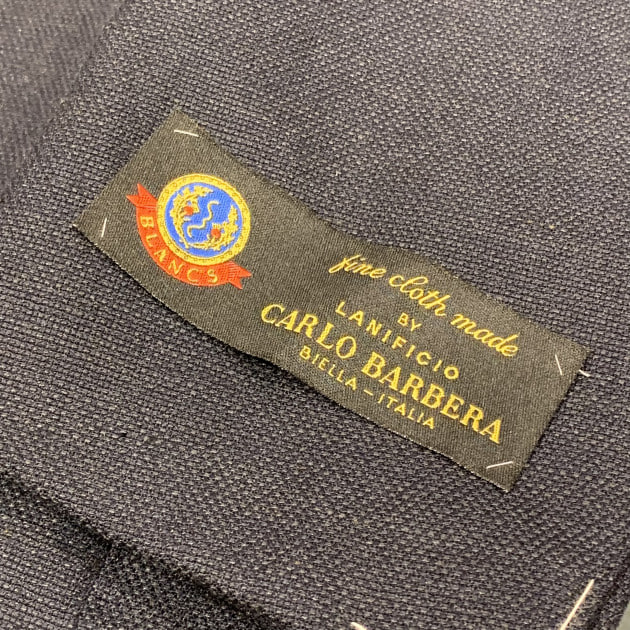 BLANCS
fine cloth made
BY
LANIFICIO
CARLO BARBERA
BIELLA - ITALIA